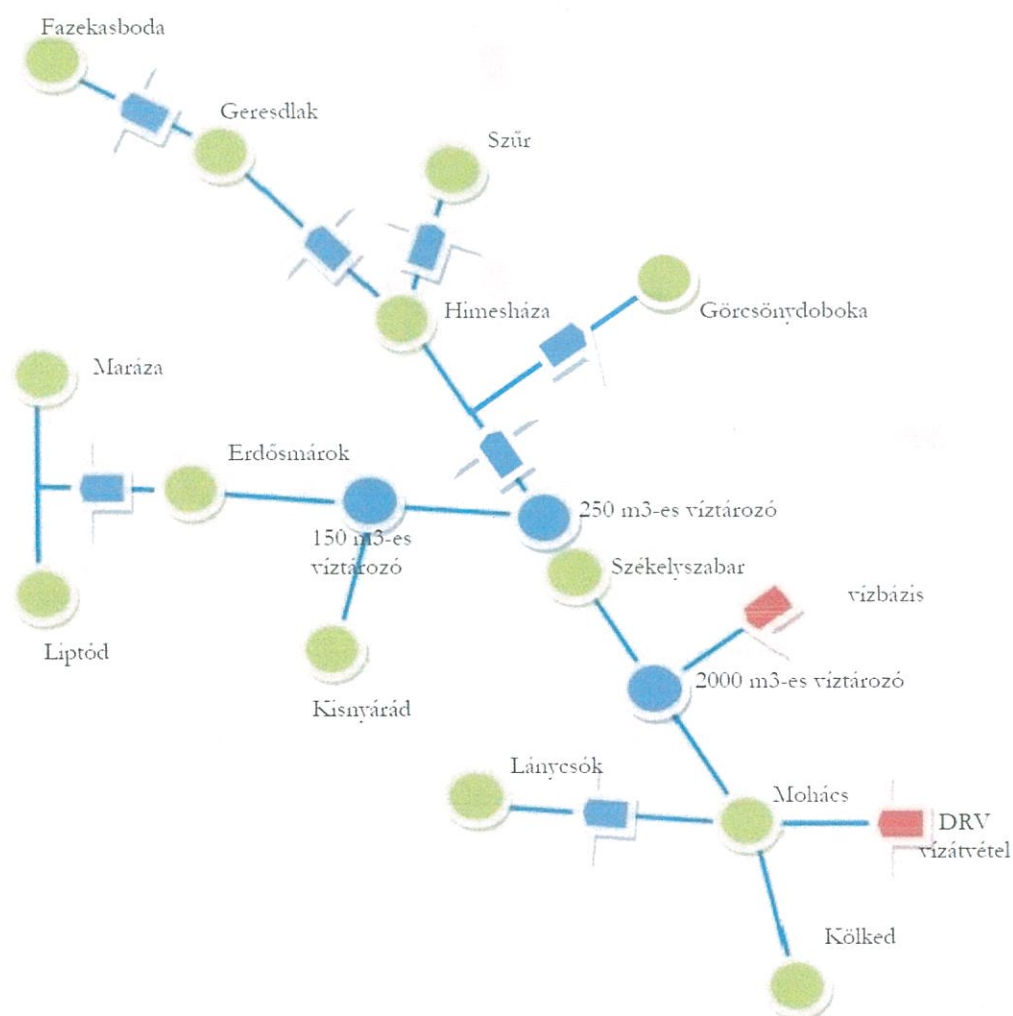 Fazekasboda
Geresdlak
Szűr
Himesháza
Görcsönydoboka
Maráza
Erdősmárok
250 m3-es víztározó
150 m3-es
víztározó
Székelyszabar
vízbázis
Liptód
2000 m3-es víztározó
Kisnyárád
Lánycsók
Mohács
DRV
vízátvétel
Kölked